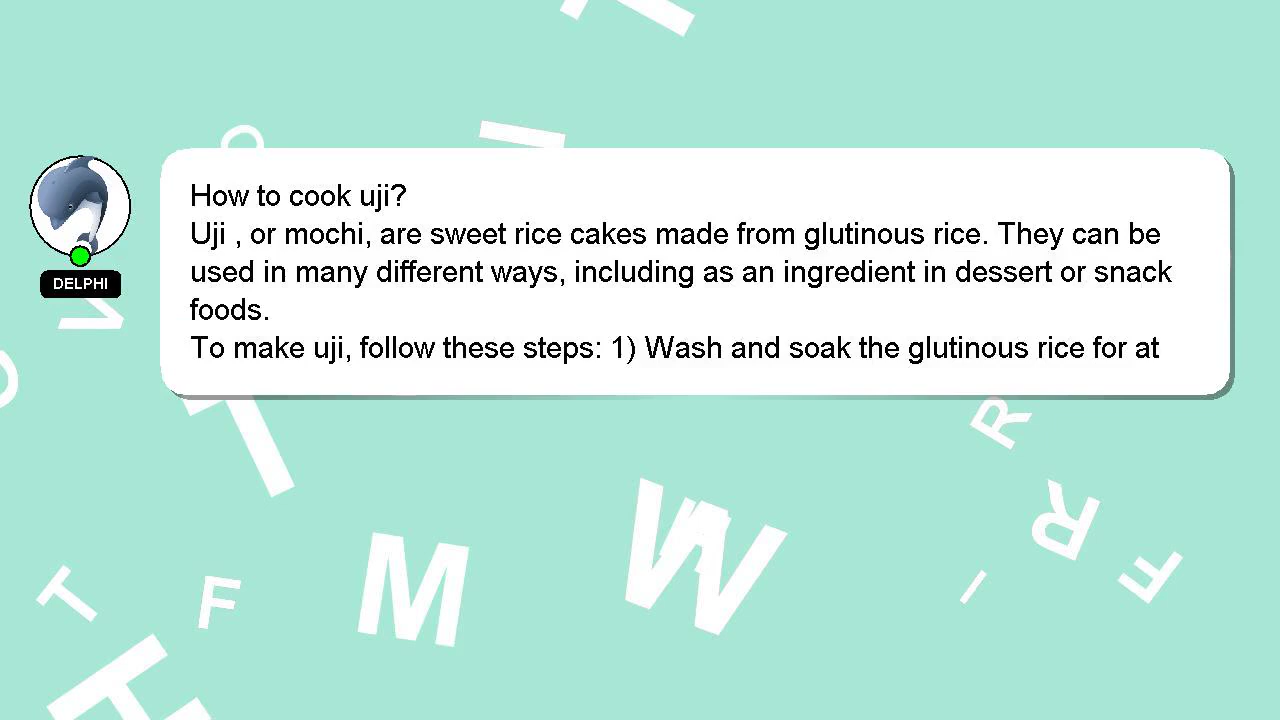 How to cook uji?
Uji , or mochi, are sweet rice cakes made from glutinous rice. They can be
used in many different ways, including as an ingredient in dessert or snack
foods.
To make uji, follow these steps: 1) Wash and soak the glutinous rice for at
DELPHI
T
F
M
W
R
R
F
H